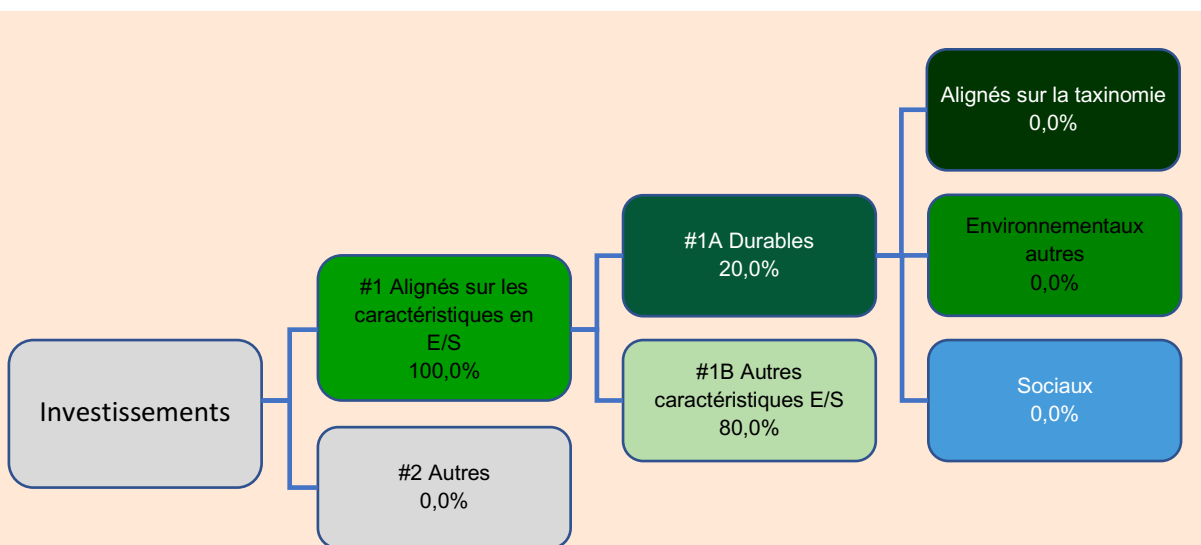 Investissements
#1 Alignés sur les
caractéristiques en
E/S
100,0%
#2 Autres
0,0%
#1A Durables
20,0%
#1B Autres
caractéristiques E/S
80,0%
Alignés sur la taxinomie
0,0%
Environnementaux
autres
0,0%
Sociaux
0,0%